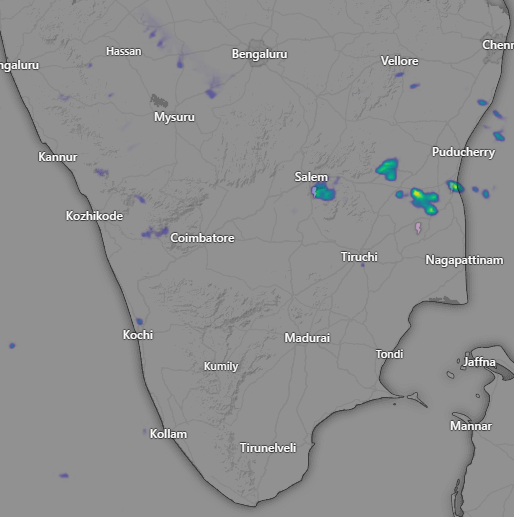 Chenn
Hassan
Bengaluru
Vellore
ngaluru
Mysuru
Kannur
Puducherry
Salem
Kozhikode
Coimbatore
Tiruchi
Nagapattinam
Kochi
Madurai
Tondi
Kumily
Jaffna
Kollam
Mannar
Tirunelveli